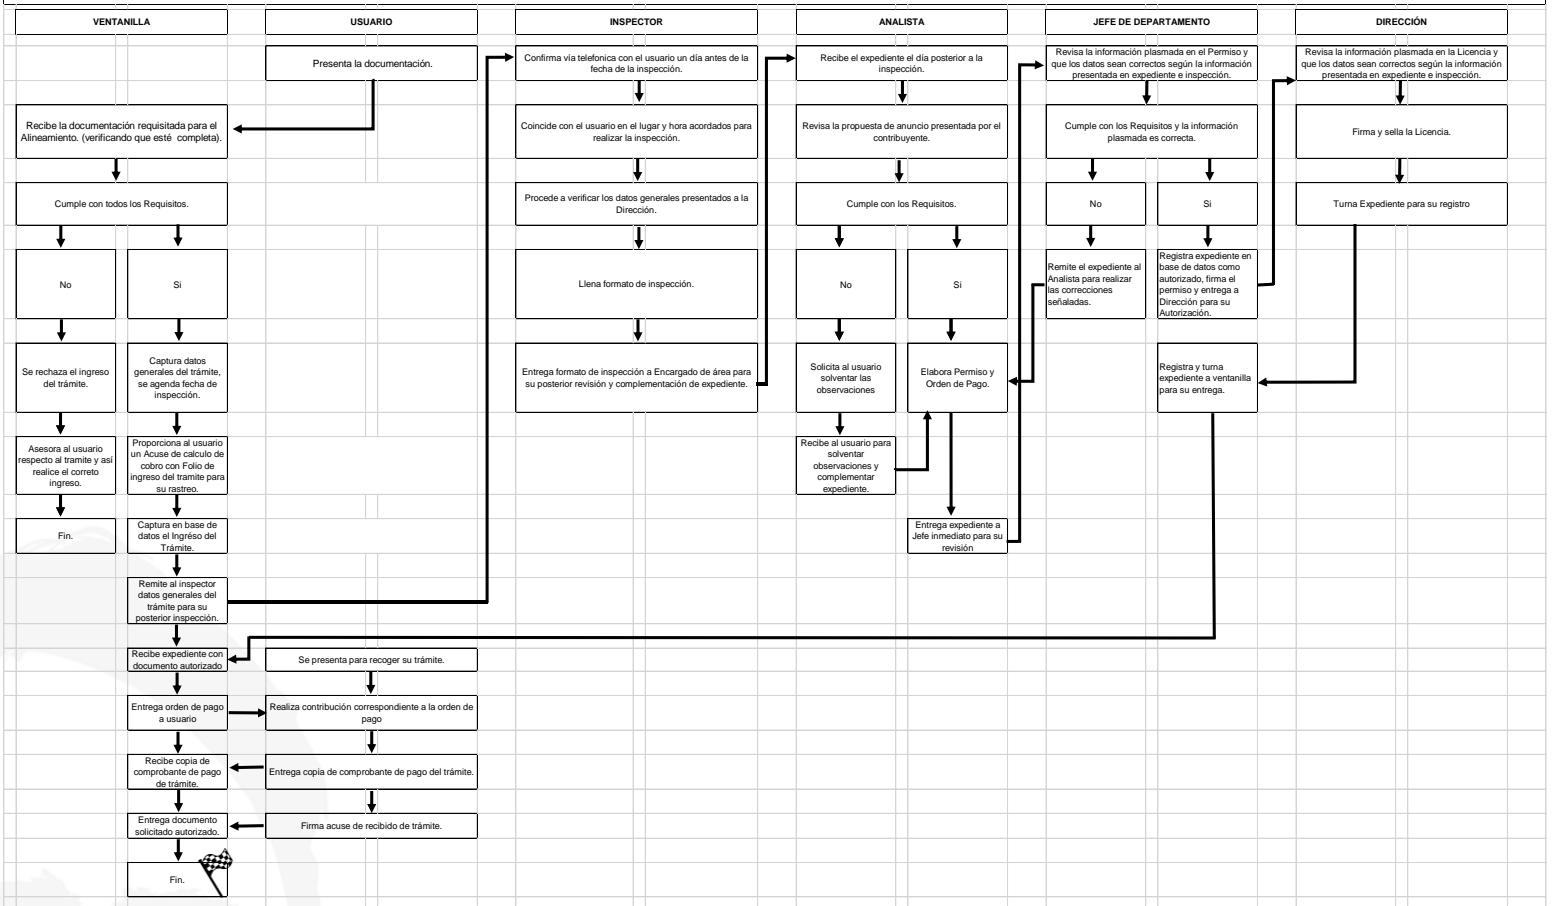 VENTANILLA
USUARIO
INSPECTOR
ANALISTA
JEFE DE DEPARTAMENTO
DIRECCIÓN
Presenta la documentación.
Recibe la documentación requisitada para el
Alineamiento. (verificando que esté completa).
Cumple con todos los Requisitos.
No
Si
Se rechaza el ingreso
del trámite.
Captura datos
generales del trámite,
se agenda fecha de
inspección.
Asesora al usuario
respecto al tramite y así
realice el correto
ingreso.
Proporciona al usuario
un Acuse de calculo de
cobro con Folio de
ingreso del tramite para
su rastreo.
Fin.
Captura en base de
datos el Ingréso del
Trámite.
Remite al inspector
datos generales del
trámite para su
posterior inspección.
Recibe expediente con
documento autorizado
Se presenta para recoger su trámite.
Entrega orden de pago
a usuario
Realiza contribución correspondiente a la orden de
pago
Recibe copia de
comprobante de pago
de trámite.
Entrega copia de comprobante de pago del trámite.
Entrega documento
solicitado autorizado.
Firma acuse de recibido de trámite.
Fin.
Confirma vía telefonica con el usuario un día antes de la
fecha de la inspección.
Coincide con el usuario en el lugar y hora acordados para
realizar la inspección.
Procede a verificar los datos generales presentados a la
Dirección.
Llena formato de inspección.
Entrega formato de inspección a Encargado de área para
su posterior revisión y complementación de expediente.
Recibe el expediente el día posterior a la
inspección.
Revisa la propuesta de anuncio presentada por el
contribuyente.
Cumple con los Requisitos.
No
Si
Solicita al usuario
solventar las
observaciones
Elabora Permiso y
Orden de Pago.
Recibe al usuario para
solventar
observaciones y
complementar
expediente.
Entrega expediente a
Jefe inmediato para su
revisión
Revisa la información plasmada en el Permiso y
que los datos sean correctos según la información
presentada en expediente e inspección.
Cumple con los Requisitos y la información
plasmada es correcta.
No
Si
Remite el expediente al
Analista para realizar
las correcciones
señaladas.
Registra expediente en
base de datos como
autorizado, firma el
permiso y entrega a
Dirección para su
Autorización.
Registra y turna
expediente a ventanilla
para su entrega.
Revisa la información plasmada en la Licencia y
que los datos sean correctos según la información
presentada en expediente e inspección.
Firma y sella la Licencia.
Turna Expediente para su registro